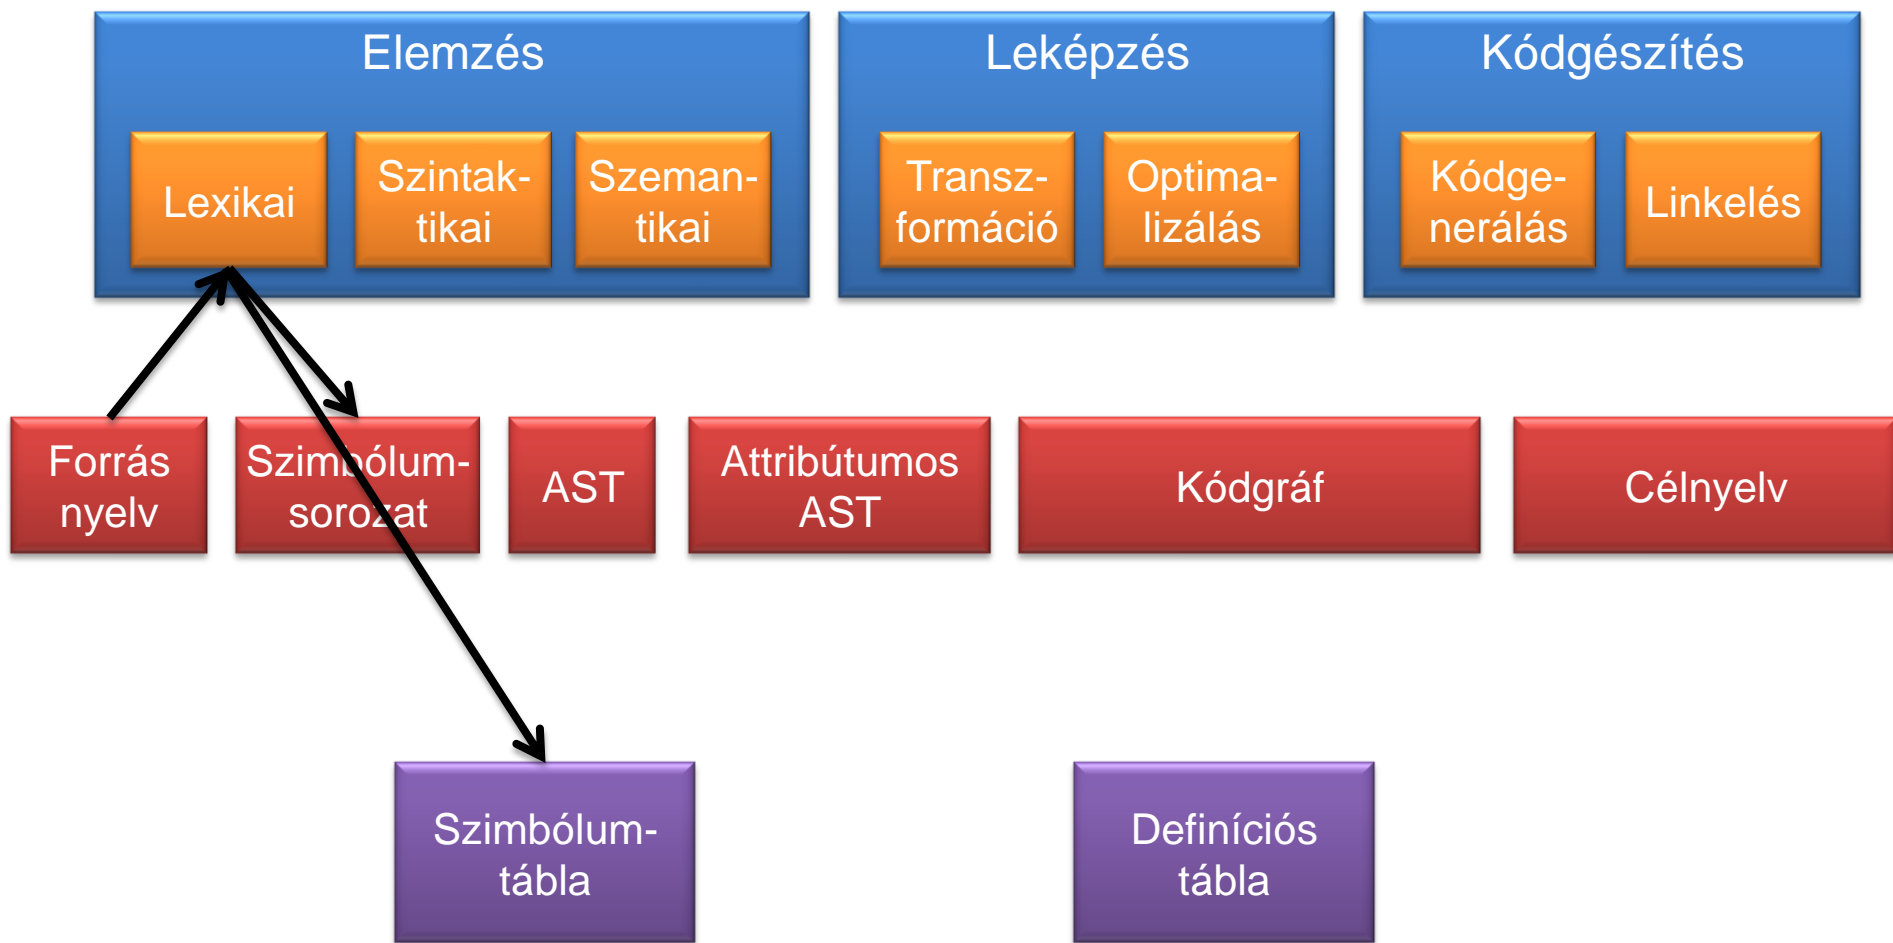 Elemzés
Lexikai
Szintak-
tikai
Szeman-
tikai
Leképzés
Transz-
formáció
Optima-
lizálás
Kódgészítés
Kódge-
nerálás
Linkelés
Forrás
nyelv
Szimbólum-
sorozat
AST
Attribútumos
AST
Kódgráf
Célnyelv
Szimbólum-
tábla
Definíciós
tábla